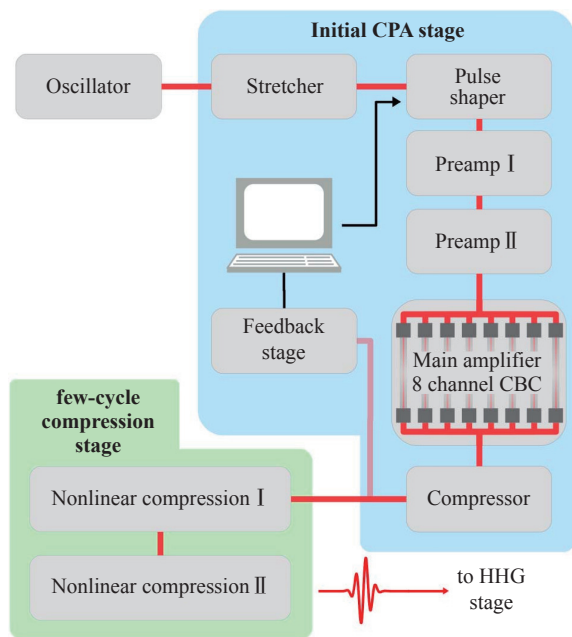 Initial CPA stage
Oscillator
Stretcher
Pulse
shaper
Preamp Ⅰ
Preamp Ⅱ
Feedback
stage
Main amplifier
8 channel CBC
few-cycle
compression
stage
Nonlinear compression Ⅰ
Compressor
Nonlinear compression Ⅱ
to HHG
stage